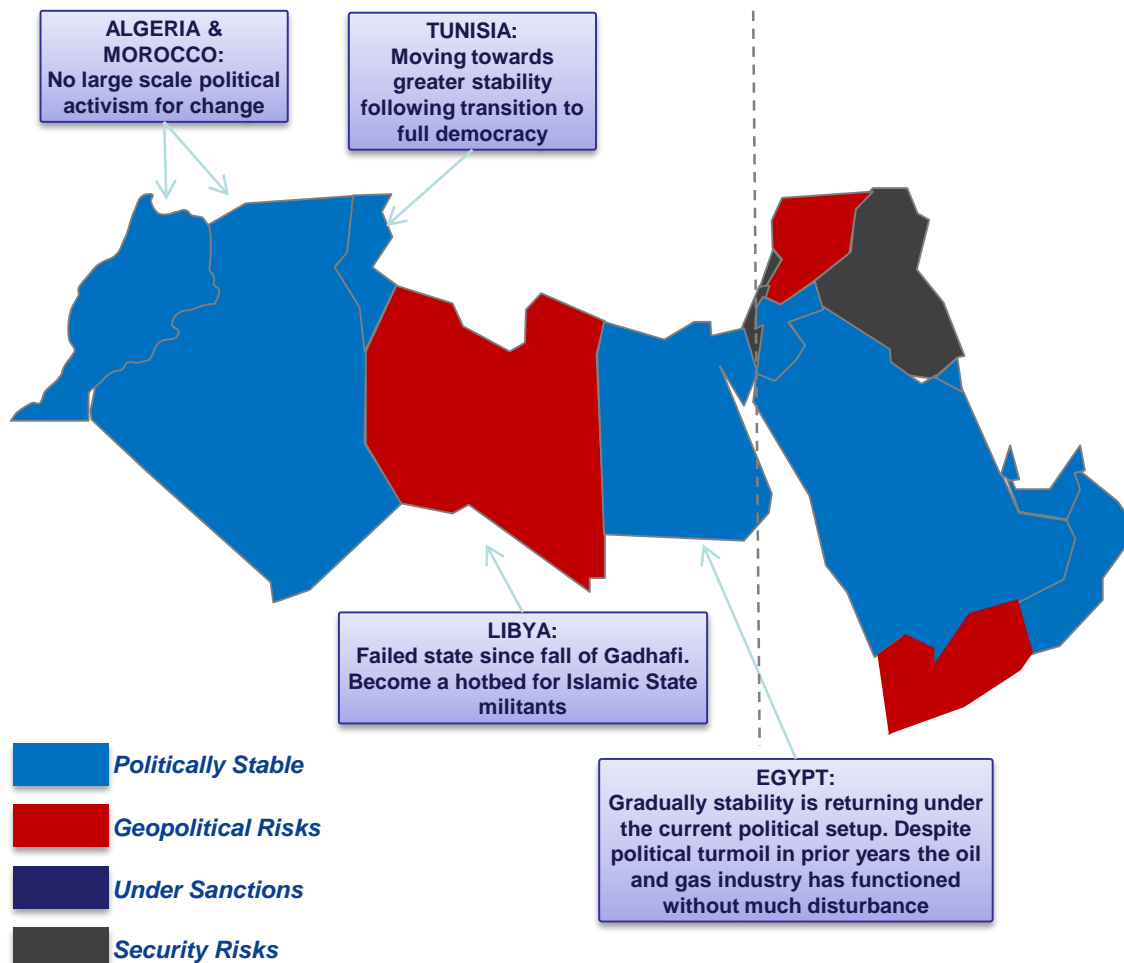 ALGERIA &
MOROCCO:
No large scale political
activism for change
TUNISIA:
Moving towards
greater stability
following transition to
full democracy
LIBYA:
Failed state since fall of Gadhafi.
Become a hotbed for Islamic State
militants
EGYPT:
Gradually stability is returning under
the current political setup. Despite
political turmoil in prior years the oil
and gas industry has functioned
without much disturbance
Politically Stable
Geopolitical Risks
Under Sanctions
Security Risks